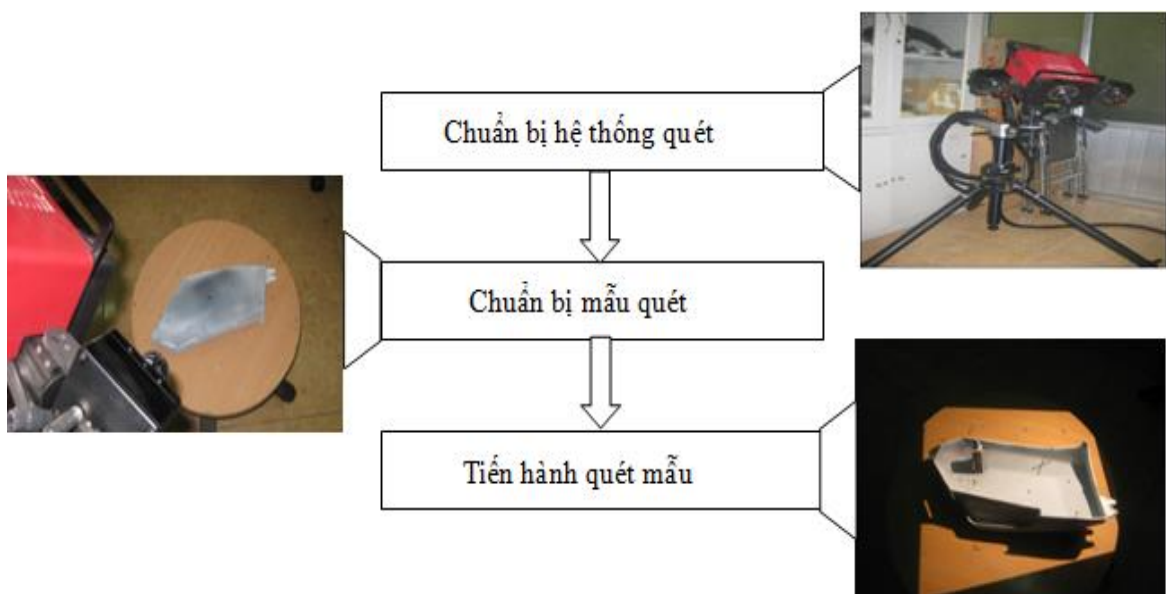 Chuẩn bị hệ thống quét
Chuẩn bị mẫu quét
Tiến hành quét mẫu